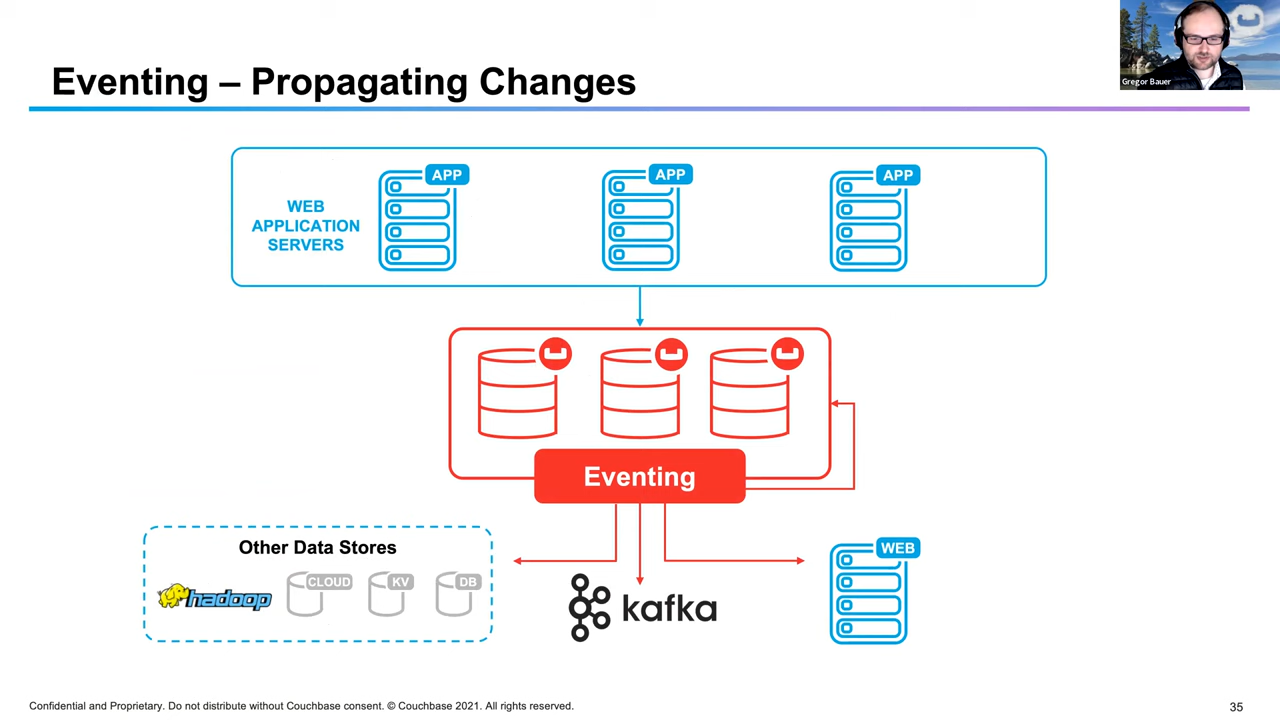 Gregor Bauer
Eventing – Propagating Changes
WEB
APPLICATION
SERVERS
APP
APP
APP
Eventing
Other Data Stores
hadoop
CLOUD
KV
DB
kafka
WEB
Confidential and Proprietary. Do not distribute without Couchbase consent. © Couchbase 2021. All rights reserved.
35